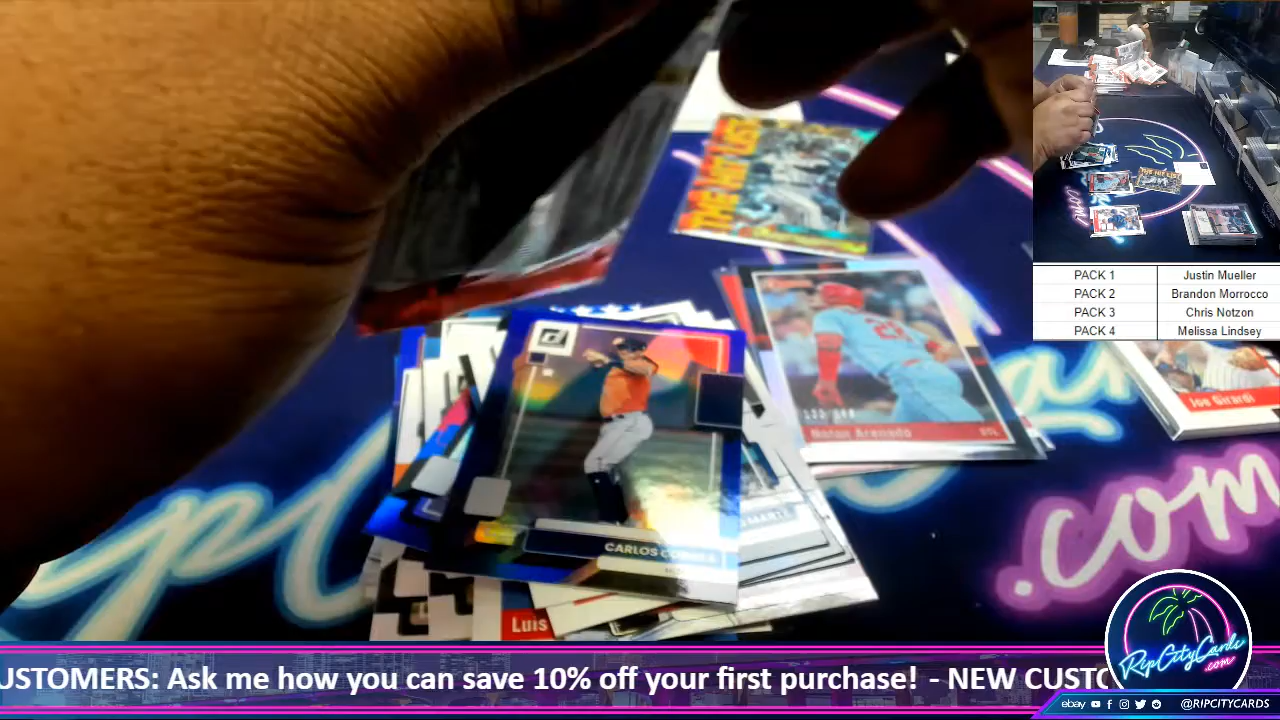 THE HIT LIST
Nolan Arenado STL
CARLOS CORREA
Luis
Joe Girardi
PACK 1 Justin Mueller
PACK 2 Brandon Morrocco
PACK 3 Chris Notzon
PACK 4 Melissa Lindsey
.com
RipCityCards
.com
USTOMERS: Ask me how you can save 10% off your first purchase! - NEW CUSTO
ebay @RIPCITYCARDS